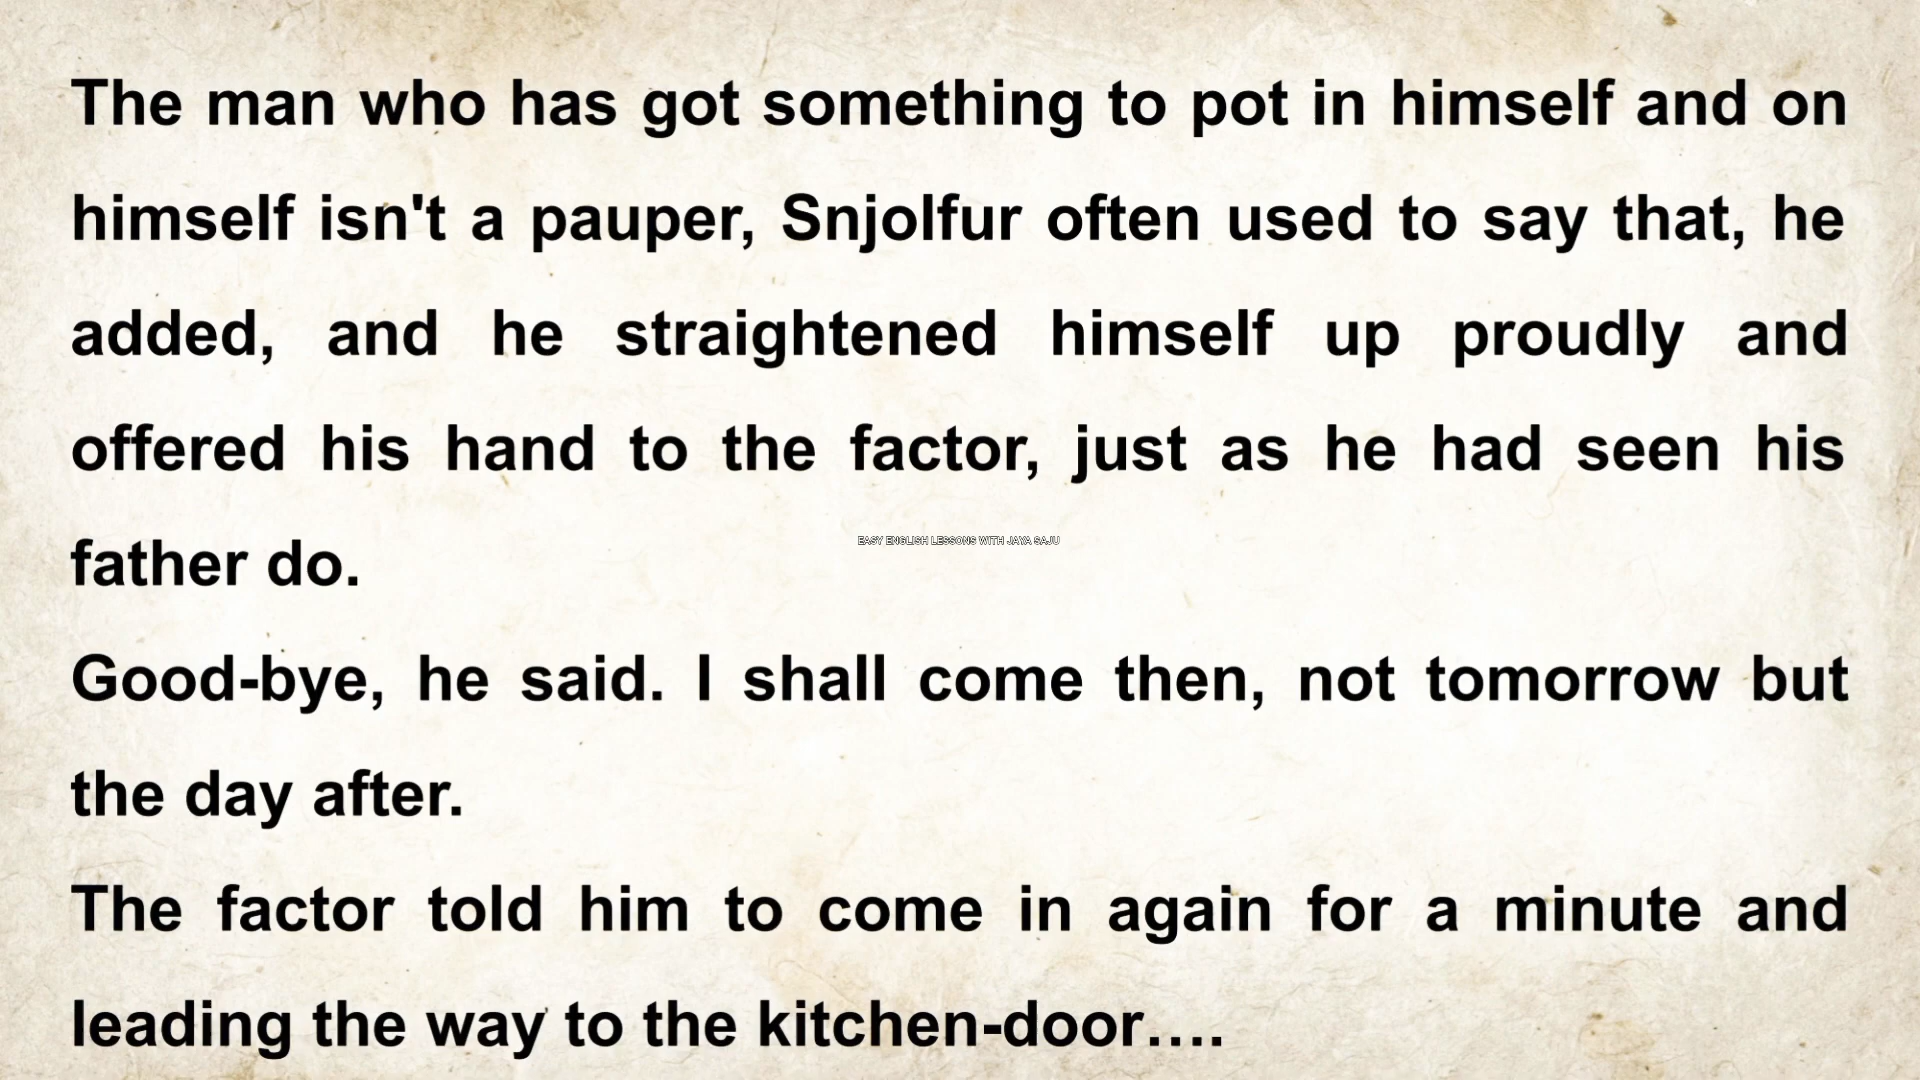 The man who has got something to pot in himself and on
himself isn't a pauper, Snjolfur often used to say that, he
added, and he straightened himself up proudly and
offered his hand to the factor, just as he had seen his
EASY ENGLISH LESSONS WITH JAYA SAJU
father do.
Good-bye, he said. I shall come then, not tomorrow but
the day after.
The factor told him to come in again for a minute and
leading the way to the kitchen-door....